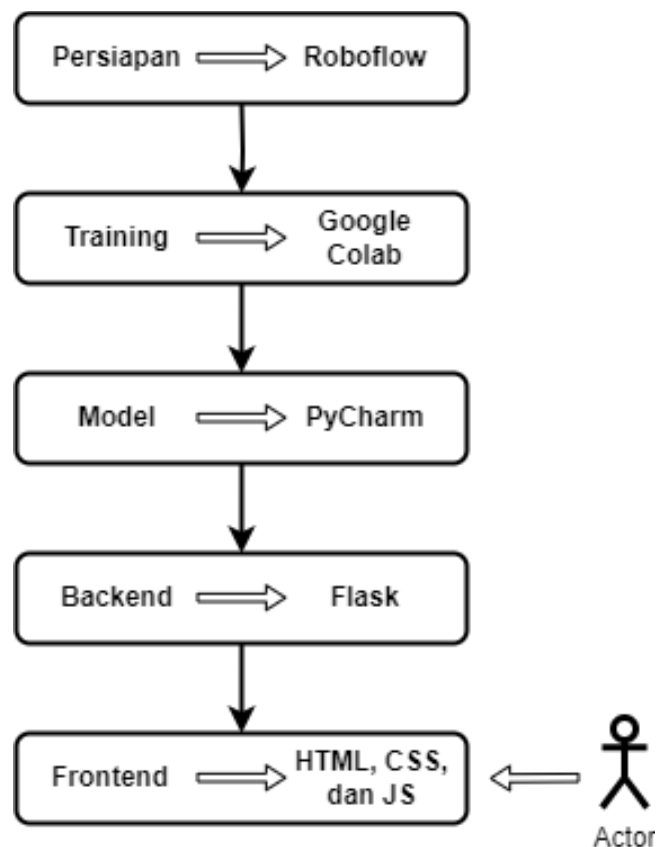 Persiapan Roboflow
Training Google
Colab
Model PyCharm
Backend Flask
Frontend HTML, CSS,
dan JS
Actor